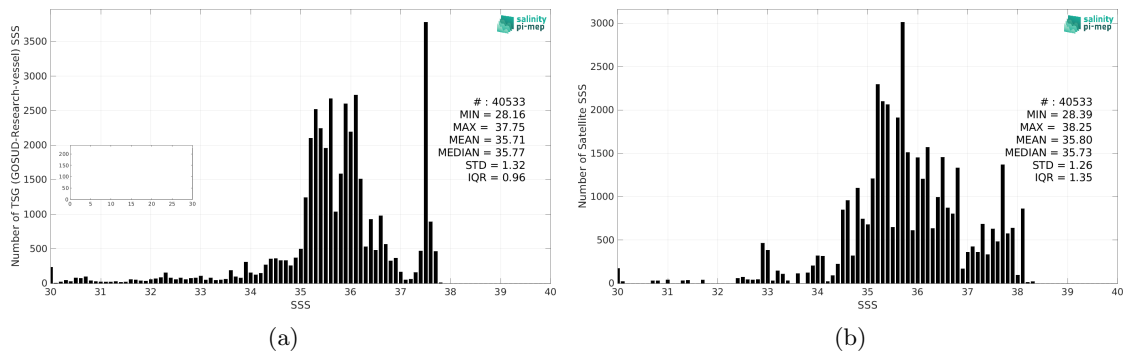 salinity
pi-mep
Number of TSG (GOSUD-Research-vessel) SSS
3500
3000
2500
2000
1500
1000
500
0
# : 40533
MIN = 28.16
MAX = 37.75
MEAN = 35.71
MEDIAN = 35.77
STD = 1.32
IQR = 0.96
200
150
100
50
0
0 5 10 15 20 25 30
30 31 32 33 34 35 36 37 38 39 40
SSS
(a)
salinity
pi-mep
Number of Satellite SSS
3000
2500
2000
1500
1000
500
0
# : 40533
MIN = 28.39
MAX = 38.25
MEAN = 35.80
MEDIAN = 35.73
STD = 1.26
IQR = 1.35
30 31 32 33 34 35 36 37 38 39 40
SSS
(b)